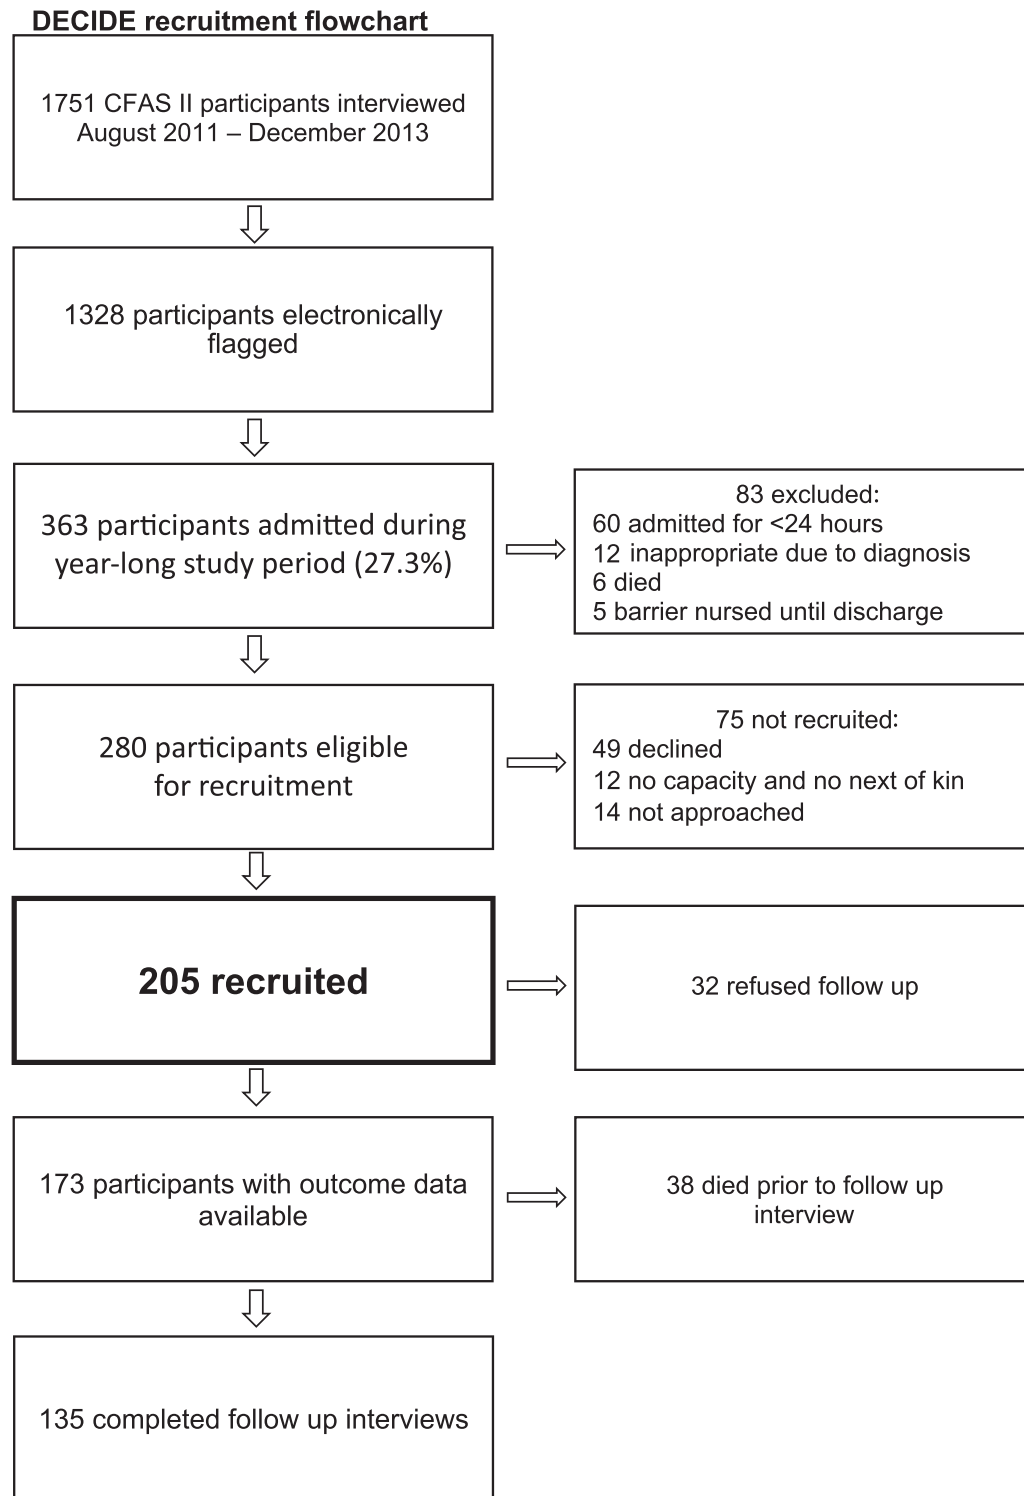 DECIDE recruitment flowchart
1751 CFAS II participants interviewed
August 2011 – December 2013
1328 participants electronically
flagged
363 participants admitted during
year-long study period (27.3%)
83 excluded:
60 admitted for <24 hours
12 inappropriate due to diagnosis
6 died
5 barrier nursed until discharge
280 participants eligible
for recruitment
75 not recruited:
49 declined
12 no capacity and no next of kin
14 not approached
205 recruited
32 refused follow up
173 participants with outcome data
available
38 died prior to follow up
interview
135 completed follow up interviews